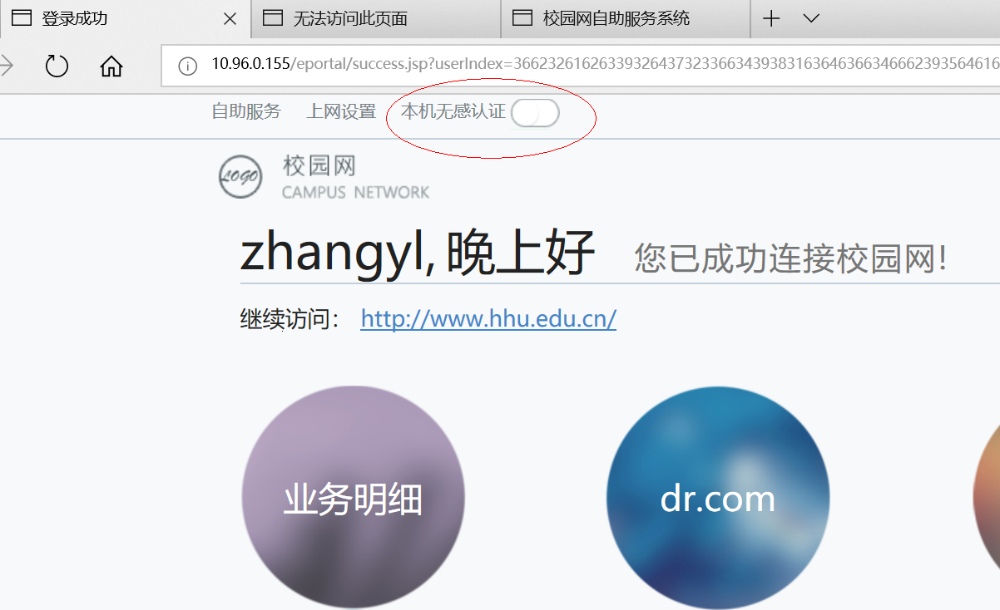 登录成功
无法访问此页面
校园网自助服务系统
10.96.0.155/eportal/success.jsp?userIndex=366232616263393264373233663439383163646366346662393564616
自助服务
上网设置
本机无感认证
LOGO
校园网
CAMPUS NETWORK
zhangyl, 晚上好
您已成功连接校园网!
继续访问: http://www.hhu.edu.cn/
业务明细
dr.com